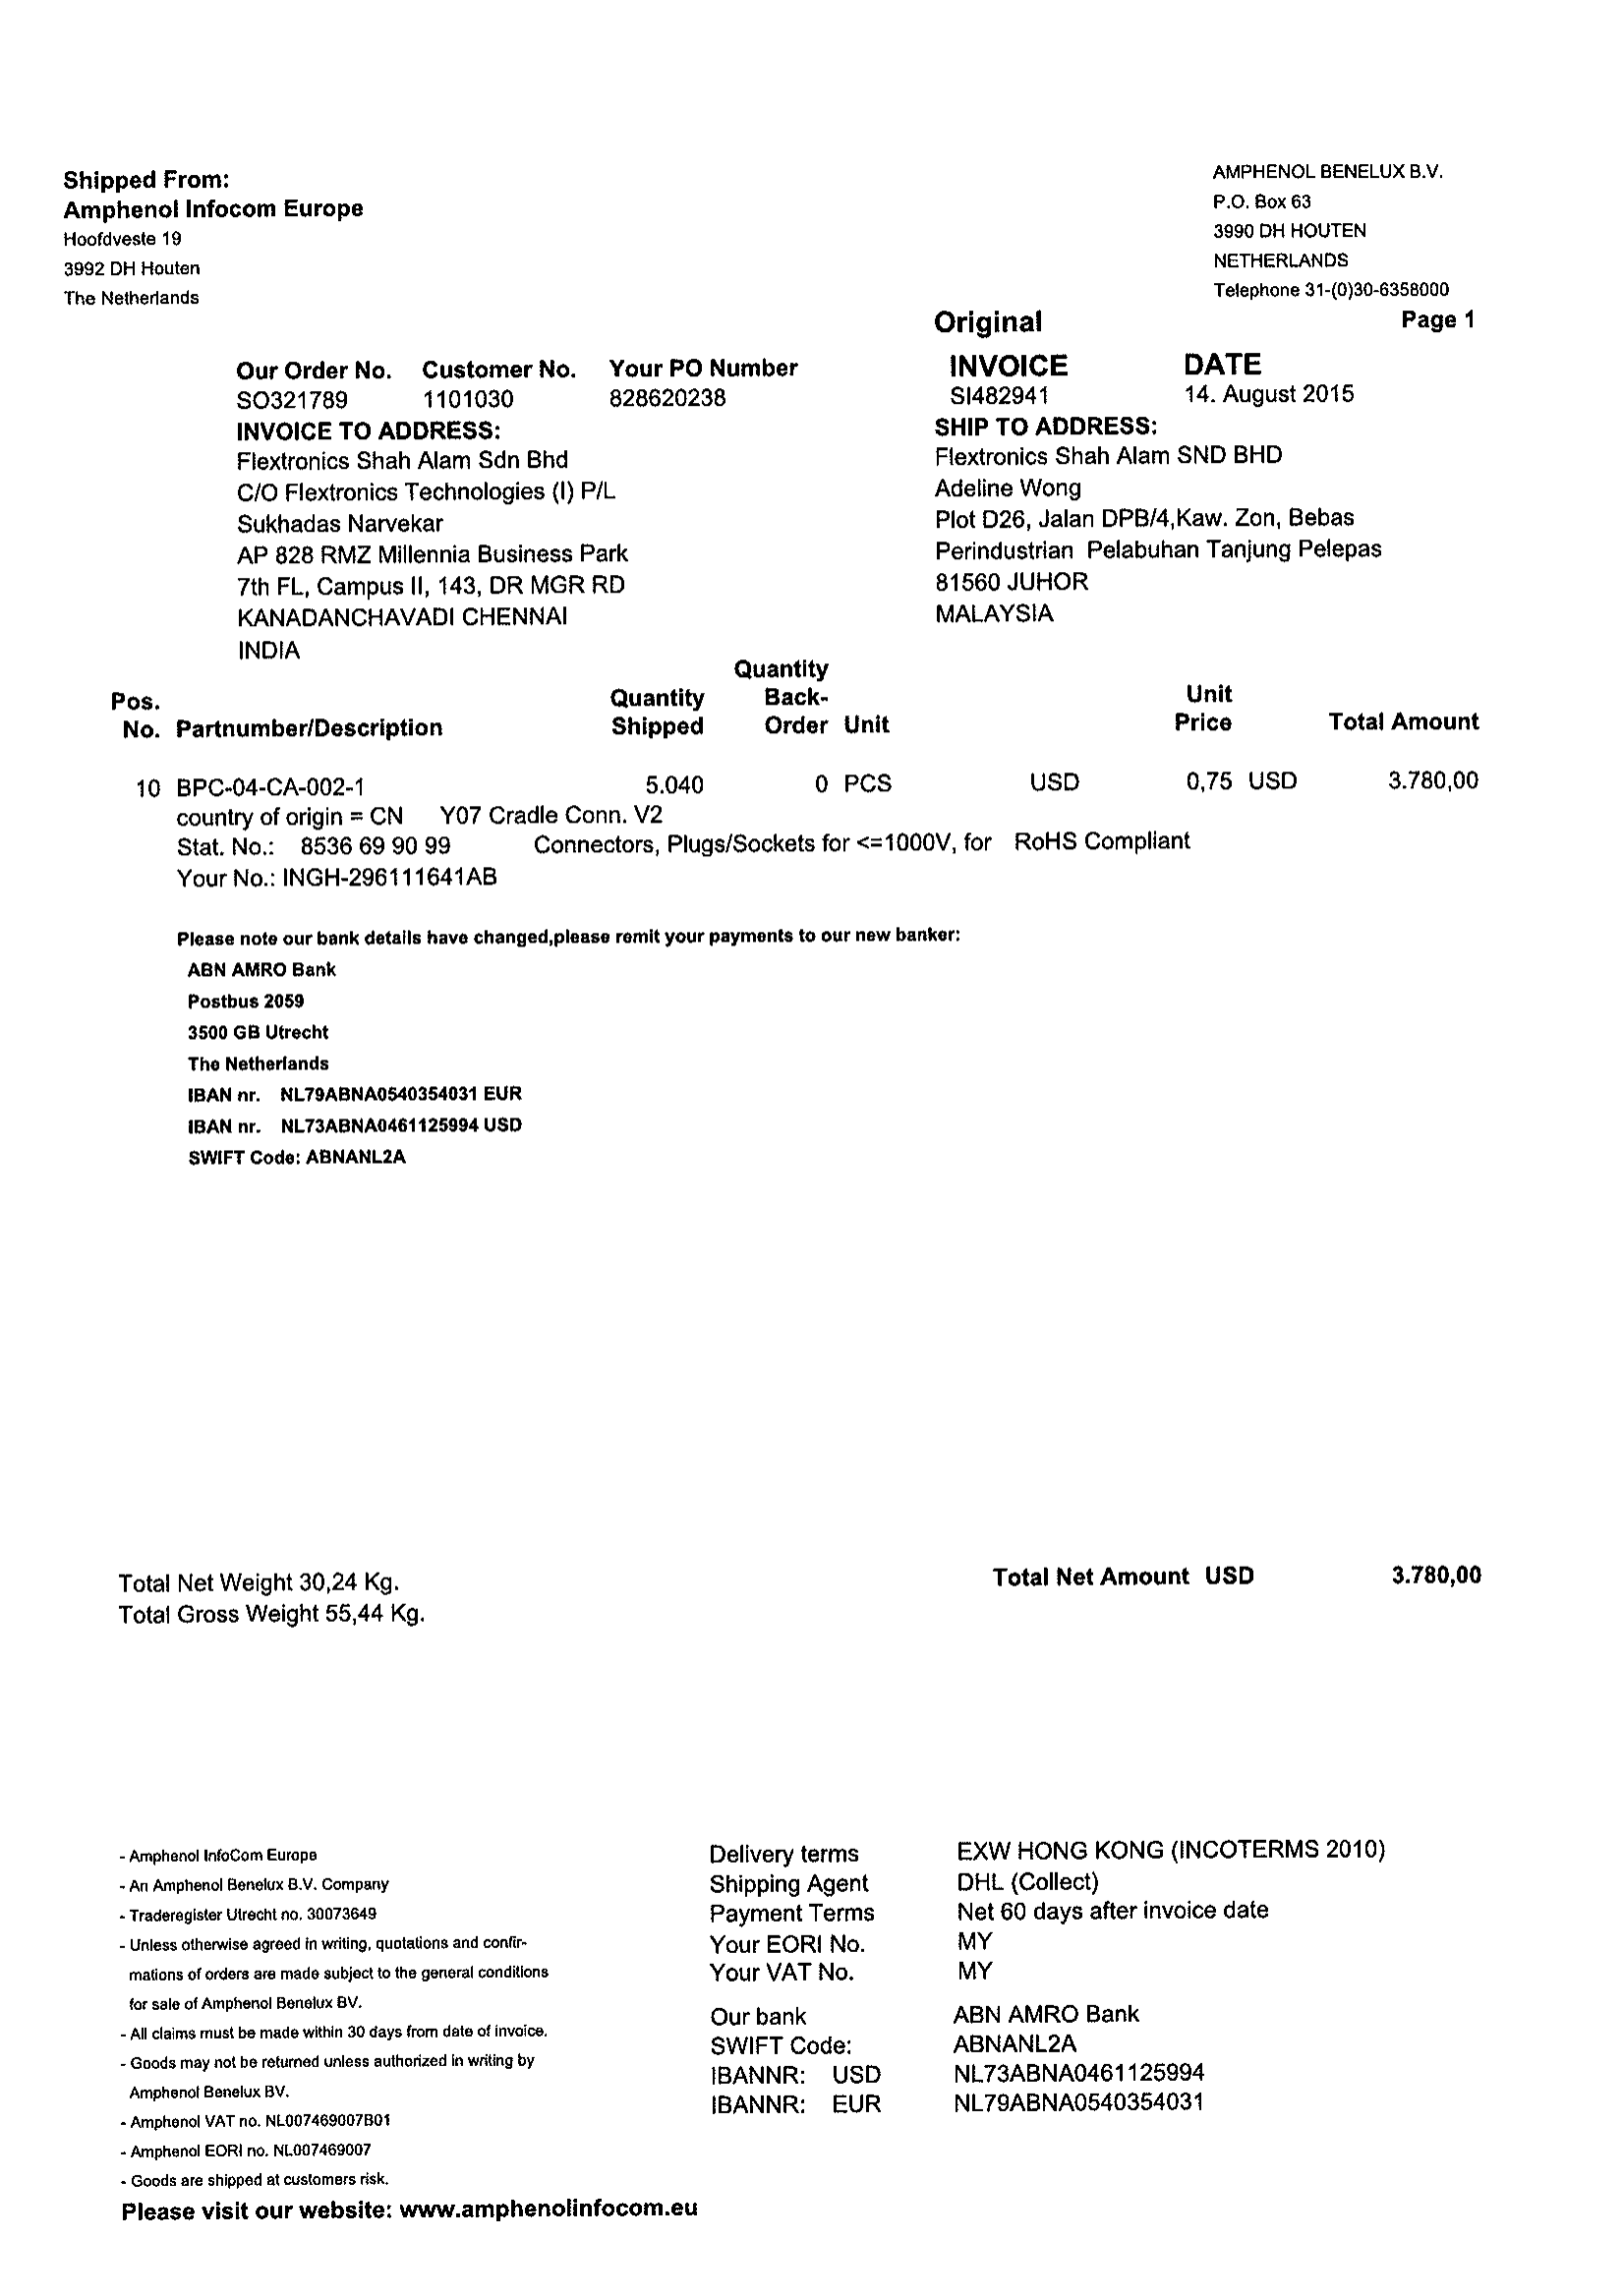 Shipped From:
Amphenol Infocom Europe
Hoofdveste 19
3992 DH Houten
The Netherlands
AMPHENOL BENELUX B.V.
P.O. Box 63
3990 DH HOUTEN
NETHERLANDS
Telephone 31-(0)30-6358000
Original Page 1
Our Order No. Customer No. Your PO Number
SO321789 1101030 828620238
INVOICE DATE
SI482941 14. August 2015
INVOICE TO ADDRESS:
Flextronics Shah Alam Sdn Bhd
C/O Flextronics Technologies (I) P/L
Sukhadas Narvekar
AP 828 RMZ Millennia Business Park
7th FL, Campus II, 143, DR MGR RD
KANADANCHAVADI CHENNAI
INDIA
SHIP TO ADDRESS:
Flextronics Shah Alam SND BHD
Adeline Wong
Plot D26, Jalan DPB/4,Kaw. Zon, Bebas
Perindustrian Pelabuhan Tanjung Pelepas
81560 JUHOR
MALAYSIA
Quantity
Pos. Quantity Back- Unit
No. Partnumber/Description Shipped Order Unit Price Total Amount
10 BPC-04-CA-002-1 5.040 0 PCS USD 0,75 USD 3.780,00
country of origin = CN Y07 Cradle Conn. V2
Stat. No.: 8536 69 90 99 Connectors, Plugs/Sockets for <=1000V, for RoHS Compliant
Your No.: INGH-296111641AB
Please note our bank details have changed,please remit your payments to our new banker:
ABN AMRO Bank
Postbus 2059
3500 GB Utrecht
The Netherlands
IBAN nr. NL79ABNA0540354031 EUR
IBAN nr. NL73ABNA0461125994 USD
SWIFT Code: ABNANL2A
Total Net Weight 30,24 Kg. Total Net Amount USD 3.780,00
Total Gross Weight 55,44 Kg.
- Amphenol InfoCom Europe
- An Amphenol Benelux B.V. Company
- Traderegister Utrecht no. 30073649
- Unless otherwise agreed in writing, quotations and confir-
mations of orders are made subject to the general conditions
for sale of Amphenol Benelux BV.
- All claims must be made within 30 days from date of invoice.
- Goods may not be returned unless authorized in writing by
Amphenol Benelux BV.
- Amphenol VAT no. NL007469007B01
- Amphenol EORI no. NL007469007
- Goods are shipped at customers risk.
Please visit our website: www.amphenolinfocom.eu
Delivery terms EXW HONG KONG (INCOTERMS 2010)
Shipping Agent DHL (Collect)
Payment Terms Net 60 days after invoice date
Your EORI No. MY
Your VAT No. MY
Our bank ABN AMRO Bank
SWIFT Code: ABNANL2A
IBANNR: USD NL73ABNA0461125994
IBANNR: EUR NL79ABNA0540354031